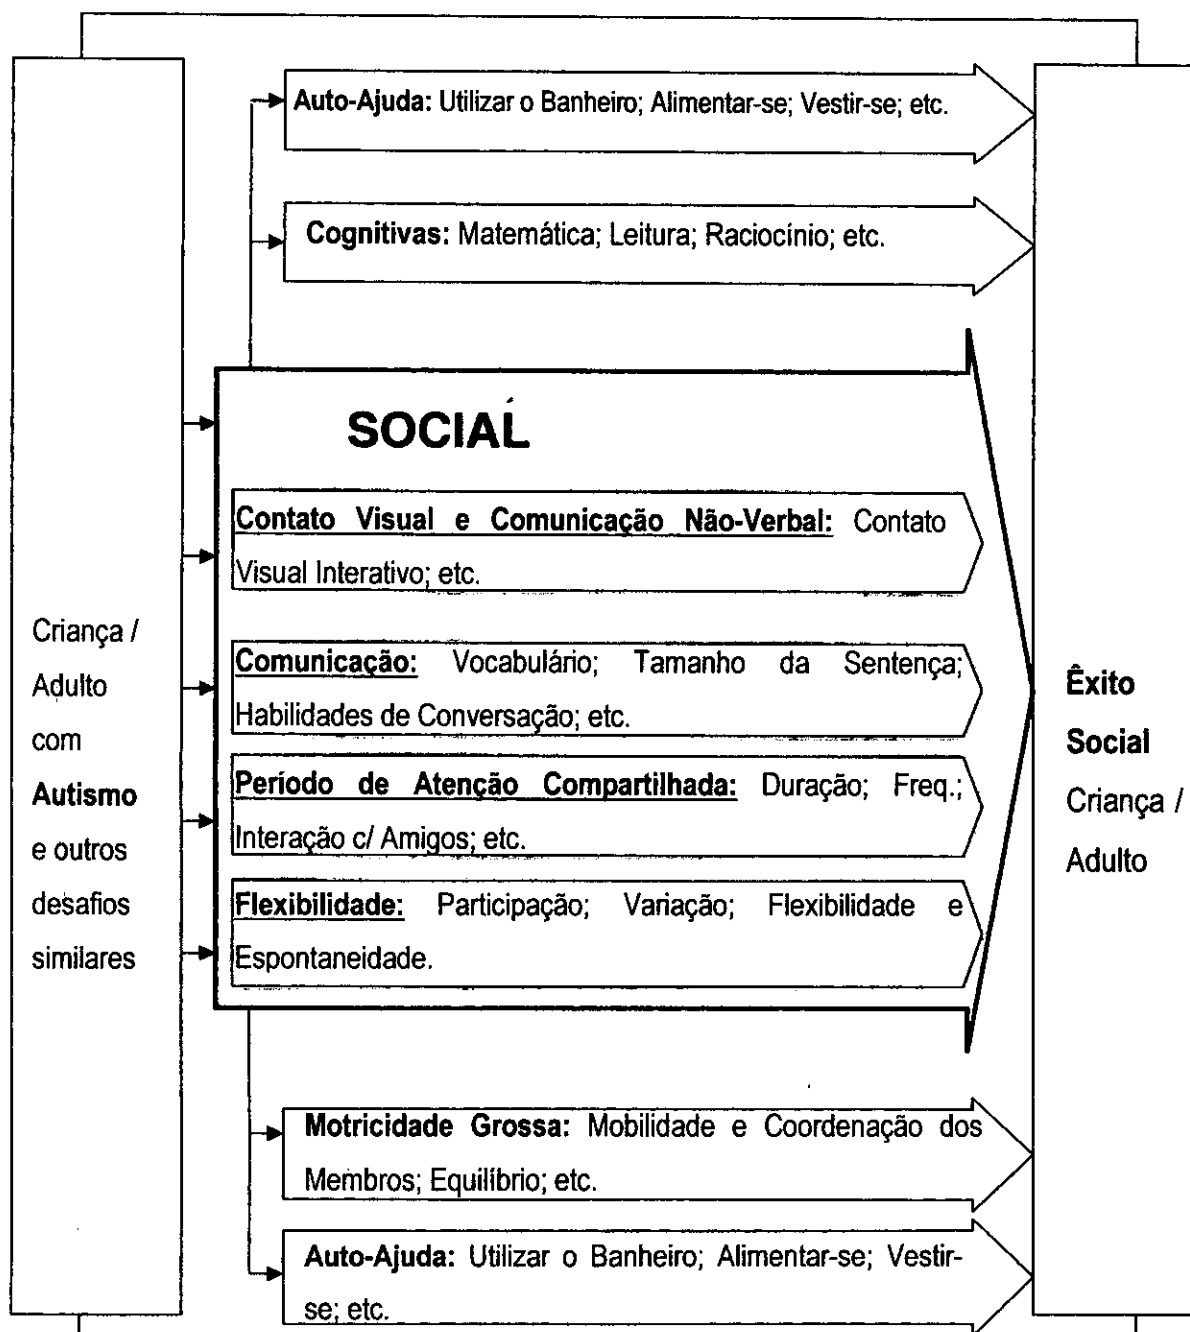 Auto-Ajuda: Utilizar o Banheiro; Alimentar-se; Vestir-se; etc.
Cognitivas: Matemática; Leitura; Raciocínio; etc.
SOCIAL
Contato Visual e Comunicação Não-Verbal: Contato
Visual Interativo; etc.
Comunicação: Vocabulário; Tamanho da Sentença;
Habilidades de Conversação; etc.
Período de Atenção Compartilhada: Duração; Freq.;
Interação c/ Amigos; etc.
Flexibilidade: Participação; Variação; Flexibilidade e
Espontaneidade.
Criança /
Adulto
com
Autismo
e outros
desafios
similares
Êxito
Social
Criança /
Adulto
Motricidade Grossa: Mobilidade e Coordenação dos
Membros; Equilíbrio; etc.
Auto-Ajuda: Utilizar o Banheiro; Alimentar-se; Vestir-
se; etc.